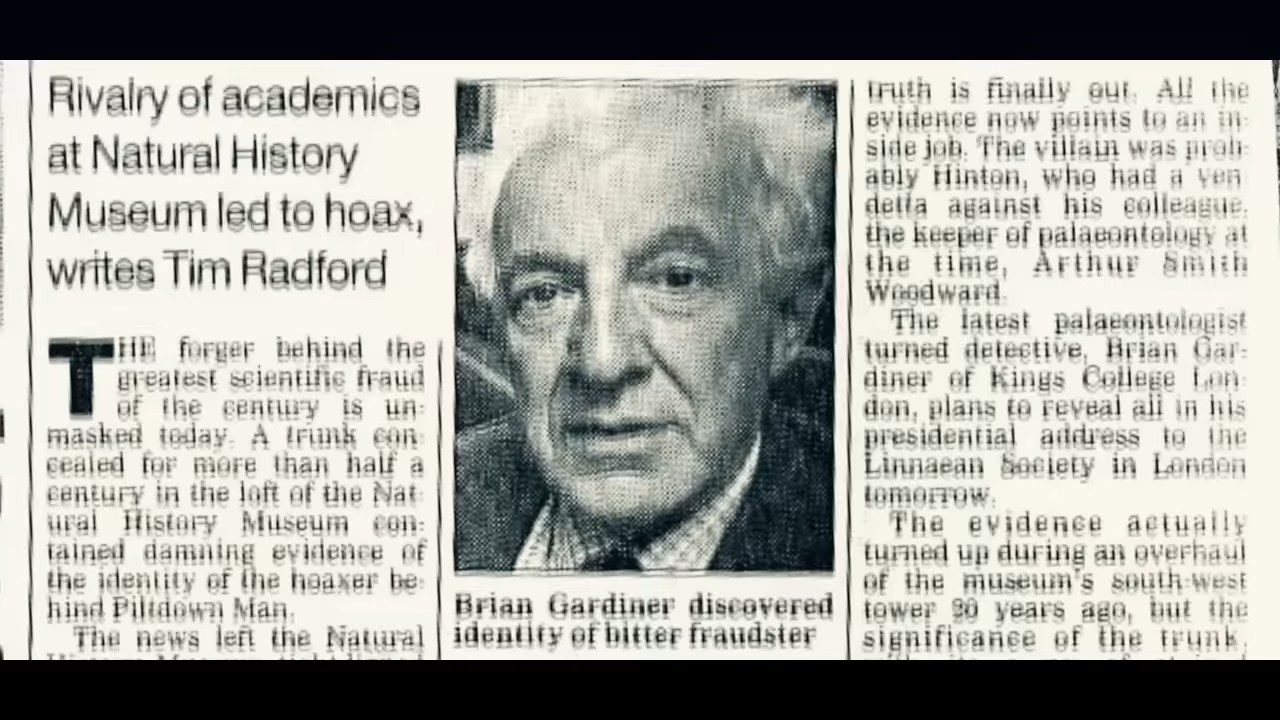 Rivalry of academics
at Natural History
Museum led to hoax,
writes Tim Radford
THE forger behind the
greatest scientific fraud
of the century is un-
masked today. A trunk con-
cealed for more than half a
century in the loft of the Nat-
ural History Museum con-
tained damning evidence of
the identity of the hoaxer be-
hind Piltdown Man.
The news left the Natural
Brian Gardiner discovered
identity of bitter fraudster
truth is finally out. All the
evidence now points to an in-
side job. The villain was prob-
ably Hinton, who had a ven-
detta against his colleague,
the keeper of palaeontology at
the time, Arthur Smith
Woodward.
The latest palaeontologist
turned detective, Brian Gar-
diner of Kings College Lon-
don, plans to reveal all in his
presidential address to the
Linnaean Society in London
tomorrow.
The evidence actually
turned up during an overhaul
of the museum's south-west
tower 20 years ago, but the
significance of the trunk,